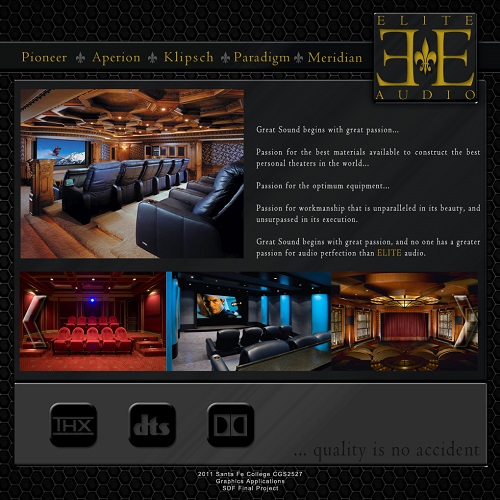 ELITE
AUDIO
Pioneer Aperion Klipsch Paradigm Meridian
Great Sound begins with great passion...
Passion for the best materials available to construct the best
personal theaters in the world...
Passion for the optimum equipment...
Passion for workmanship that is unparalleled in its beauty, and
unsurpassed in its execution.
Great Sound begins with great passion, and no one has a greater
passion for audio perfection than ELITE audio.
THX dts
... quality is no accident
2011 Santa Fe College CGS2527
Graphics Applications
SDF Final Project